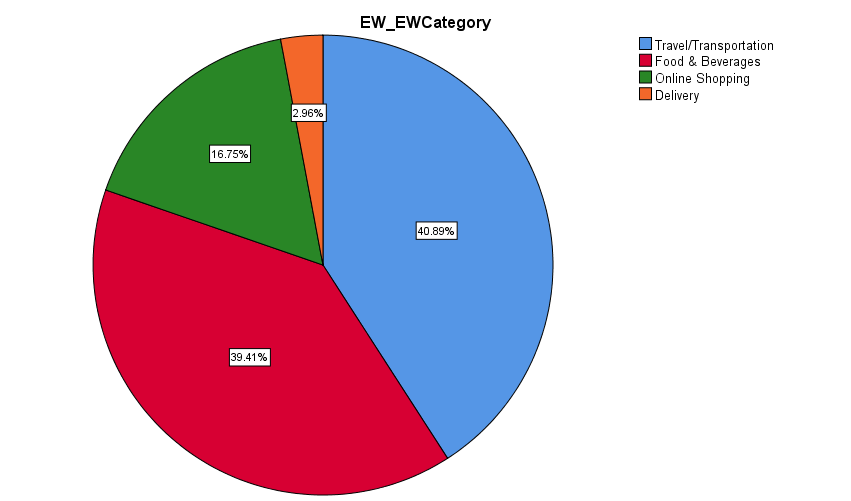 EW_EWCategory
Travel/Transportation
Food & Beverages
Online Shopping
Delivery
2.96%
16.75%
40.89%
39.41%